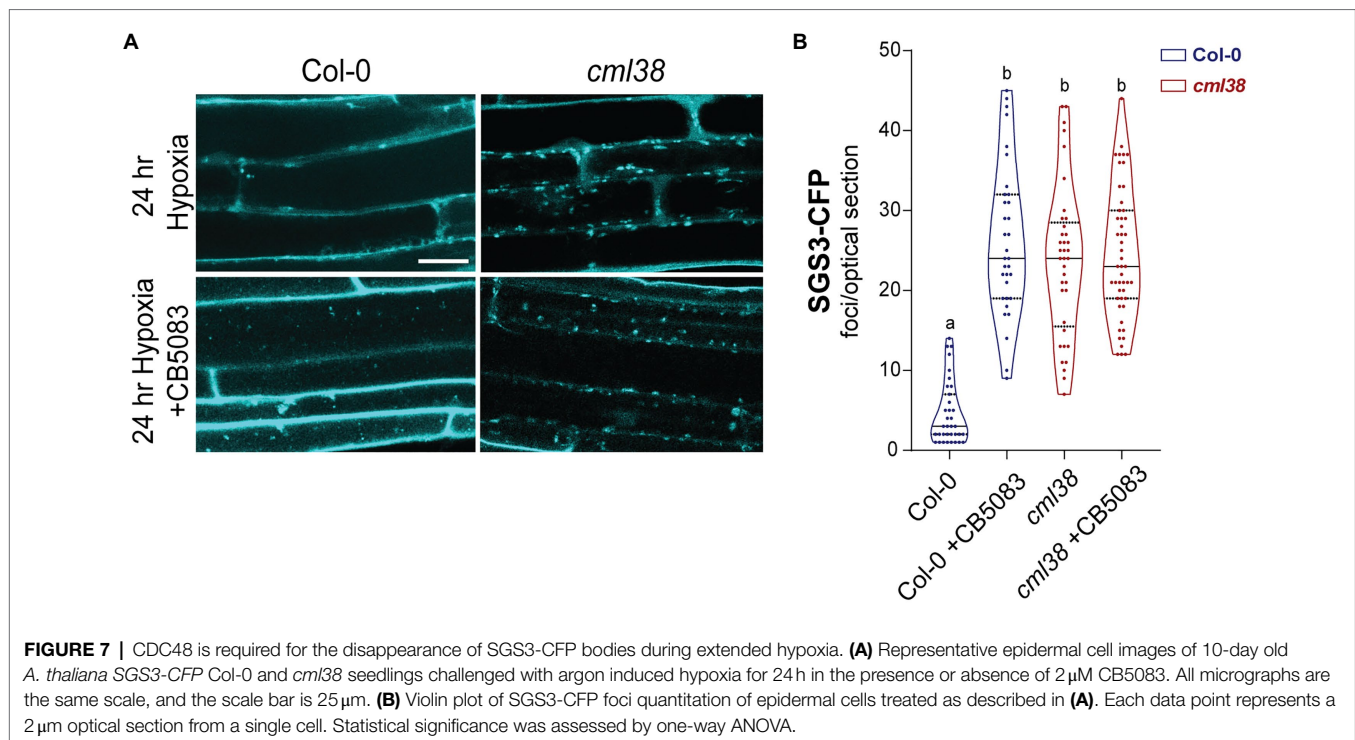 A
Col-0
cml38
24 hr
Hypoxia
24 hr Hypoxia
+CB5083
B
50
40
30
20
10
0
SGS3-CFP
foci/optical section
a
b
b
b
Col-0
Col-0 +CB5083
cml38
cml38 +CB5083
Col-0
cml38
FIGURE 7 | CDC48 is required for the disappearance of SGS3-CFP bodies during extended hypoxia. (A) Representative epidermal cell images of 10-day old
A. thaliana SGS3-CFP Col-0 and cml38 seedlings challenged with argon induced hypoxia for 24 h in the presence or absence of 2 μM CB5083. All micrographs are
the same scale, and the scale bar is 25 μm. (B) Violin plot of SGS3-CFP foci quantitation of epidermal cells treated as described in (A). Each data point represents a
2 μm optical section from a single cell. Statistical significance was assessed by one-way ANOVA.